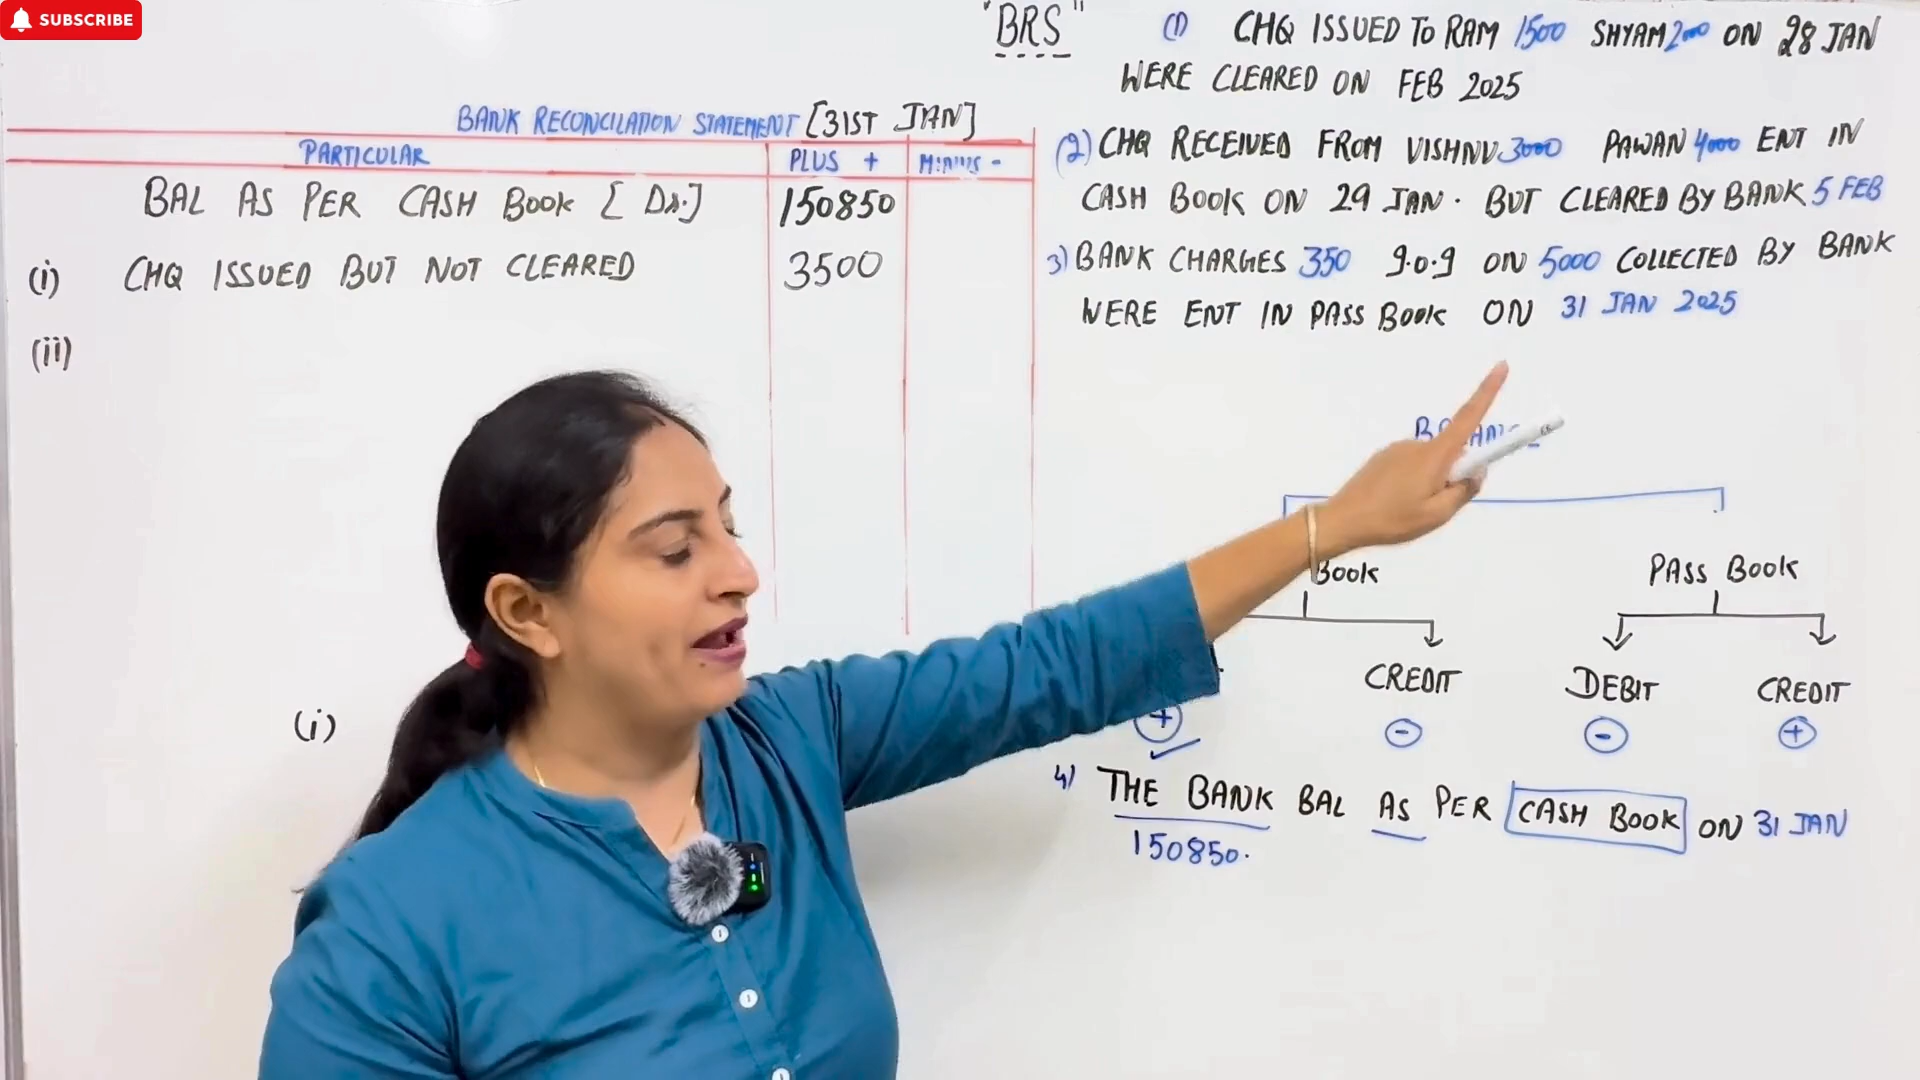 SUBSCRIBE
"BRS"
BANK RECONCILATION STATEMENT [31ST JAN]
PARTICULAR PLUS + MINUS -
BAL AS PER CASH BOOK [Dr.] 150850
(i) CHQ ISSUED BUT NOT CLEARED 3500
(ii)
(i)
(1) CHQ ISSUED TO RAM 1500 SHYAM 2000 ON 28 JAN
WERE CLEARED ON FEB 2025
(2) CHQ RECEIVED FROM VISHNU 3000 PAWAN 4000 ENT IN
CASH BOOK ON 29 JAN. BUT CLEARED BY BANK 5 FEB
3) BANK CHARGES 350 9.0.9 ON 5000 COLLECTED BY BANK
WERE ENT IN PASS BOOK ON 31 JAN 2025
BOOK PASS BOOK
CREDIT DEBIT CREDIT
+ - - +
4) THE BANK BAL AS PER CASH BOOK ON 31 JAN
150850.